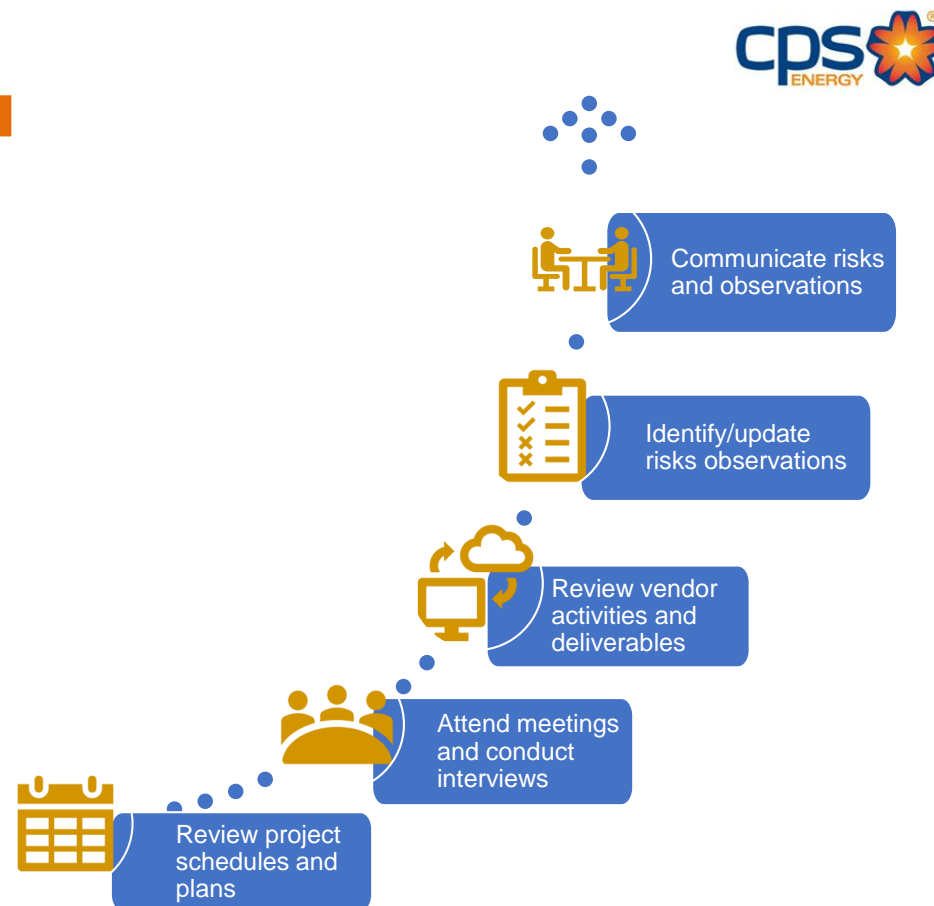 cps
ENERGY
®
Communicate risks
and observations
Identify/update
risks observations
Review vendor
activities and
deliverables
Attend meetings
and conduct
interviews
Review project
schedules and
plans